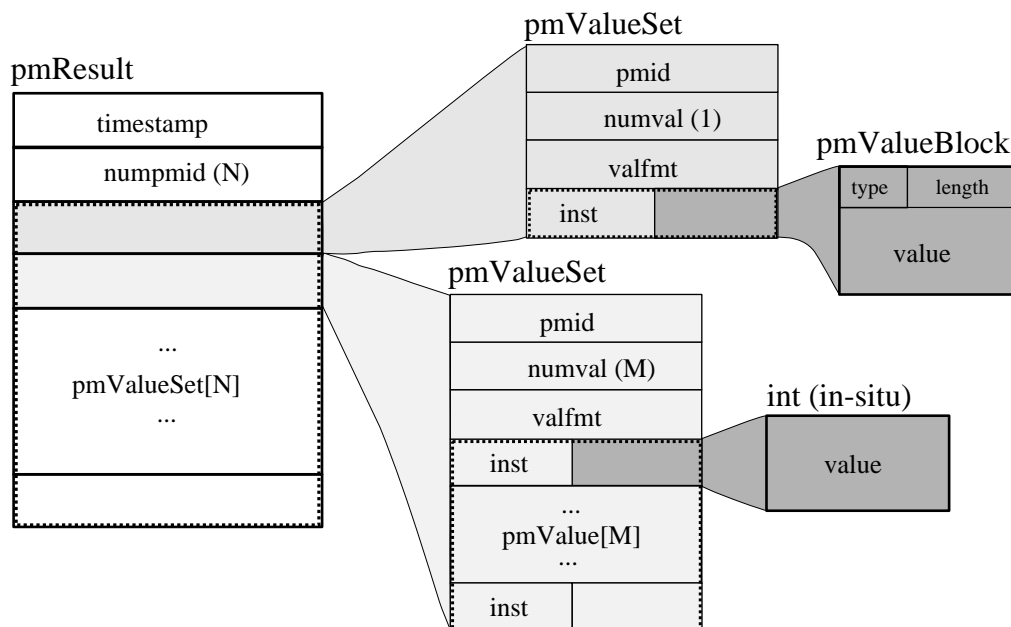 pmResult
timestamp
numpmid (N)
...
pmValueSet[N]
...
pmValueSet
pmid
numval (1)
valfmt
inst
pmValueBlock
type length
value
pmValueSet
pmid
numval (M)
valfmt
inst
...
pmValue[M]
...
inst
int (in-situ)
value